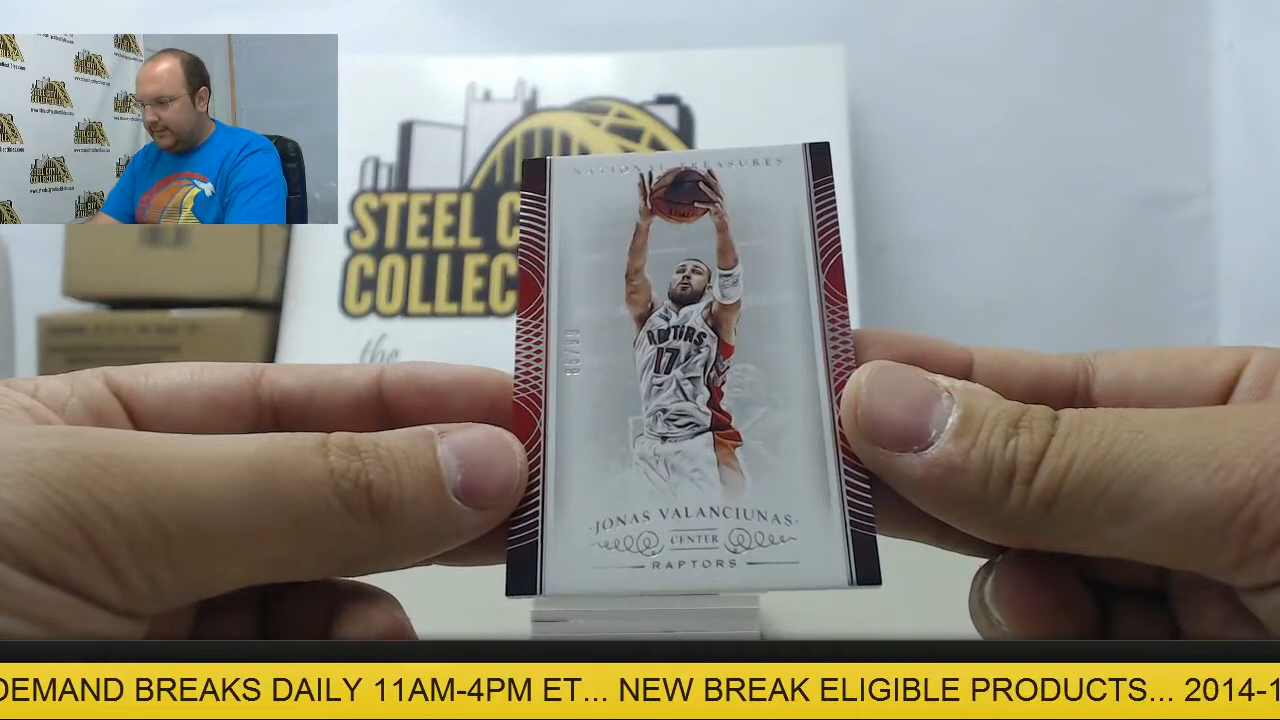 STEEL C
COLLEC
the
NATIONAL TREASURES
RAPTORS
17
JONAS VALANCIUNAS
CENTER
RAPTORS
DEMAND BREAKS DAILY 11AM-4PM ET... NEW BREAK ELIGIBLE PRODUCTS... 2014-1